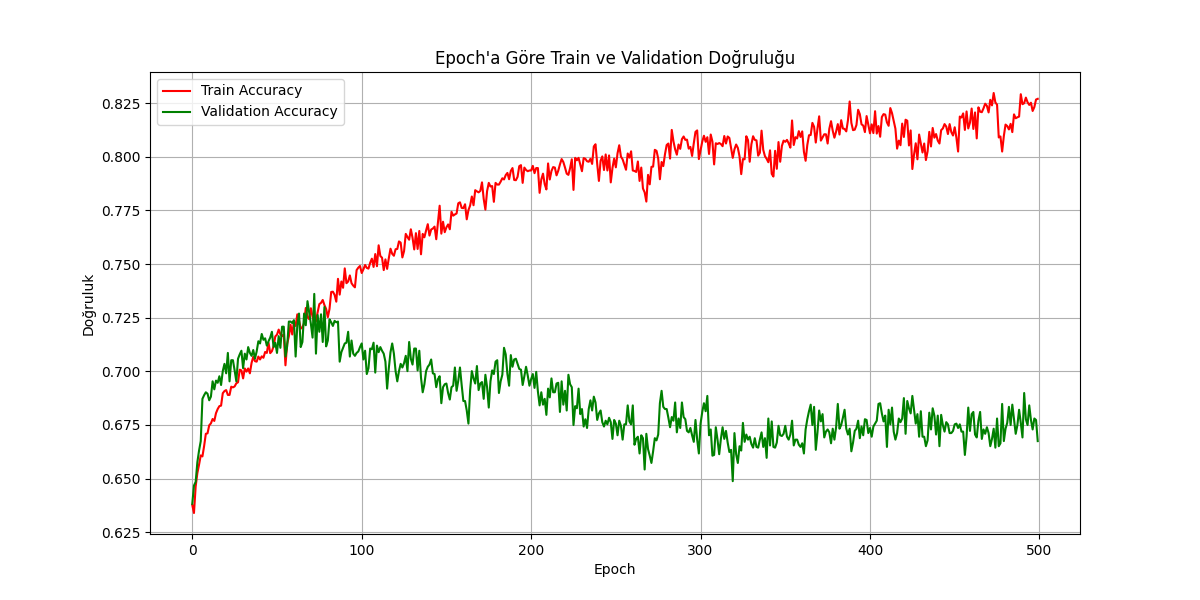 Epoch'a Göre Train ve Validation Doğruluğu
Train Accuracy
Validation Accuracy
Doğruluk
0.825
0.800
0.775
0.750
0.725
0.700
0.675
0.650
0.625
0 100 200 300 400 500
Epoch